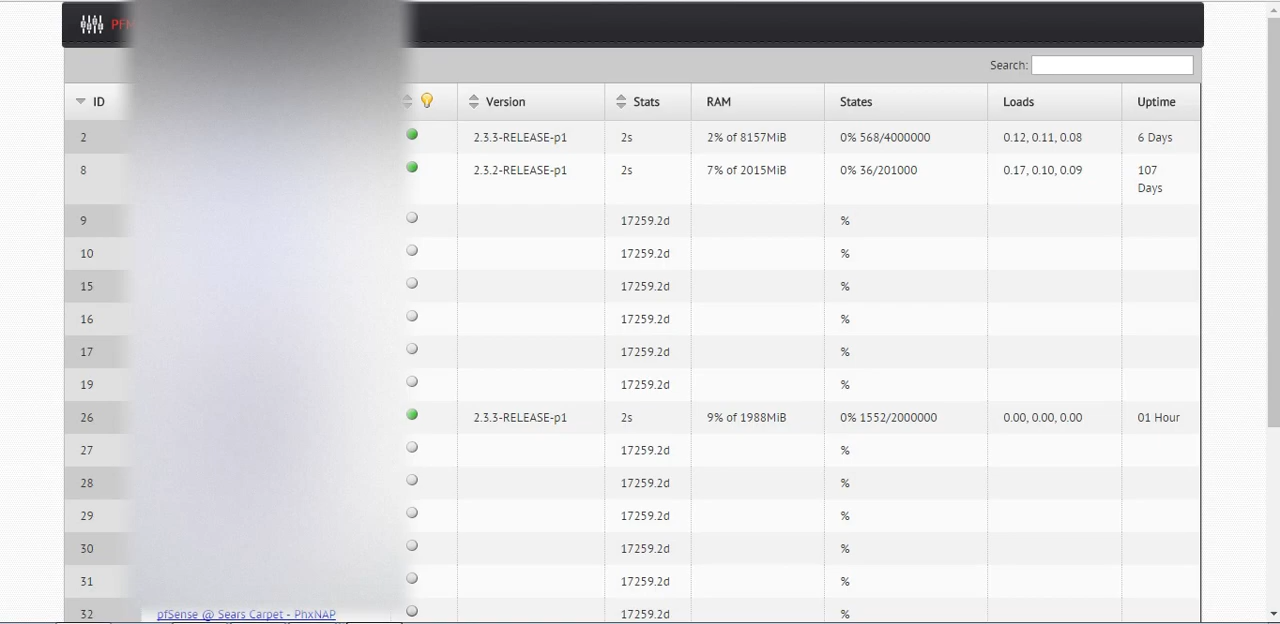 PFM
Search:
ID Version Stats RAM States Loads Uptime
2 2.3.3-RELEASE-p1 2s 2% of 8157MiB 0% 568/4000000 0.12, 0.11, 0.08 6 Days
8 2.3.2-RELEASE-p1 2s 7% of 2015MiB 0% 36/201000 0.17, 0.10, 0.09 107
Days
9 17259.2d %
10 17259.2d %
15 17259.2d %
16 17259.2d %
17 17259.2d %
19 17259.2d %
26 2.3.3-RELEASE-p1 2s 9% of 1988MiB 0% 1552/2000000 0.00, 0.00, 0.00 01 Hour
27 17259.2d %
28 17259.2d %
29 17259.2d %
30 17259.2d %
31 17259.2d %
32 pfSense @ Sears Carpet - PhxNAP 17259.2d %